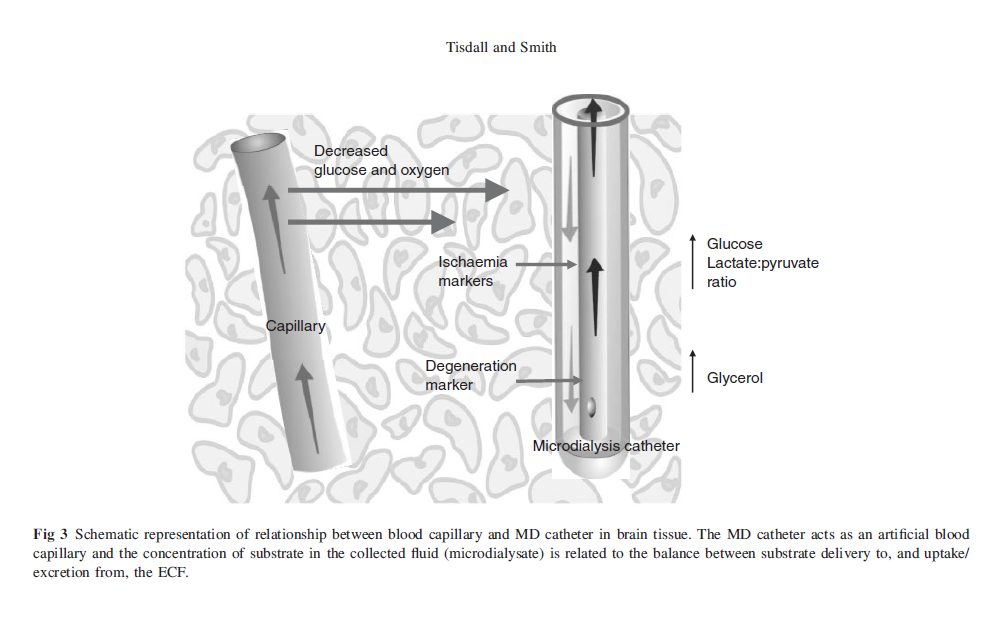 Tisdall and Smith
Decreased
glucose and oxygen
Ischaemia
markers
Glucose
Lactate:pyruvate
ratio
Capillary
Degeneration
marker
Glycerol
Microdialysis catheter
Fig 3 Schematic representation of relationship between blood capillary and MD catheter in brain tissue. The MD catheter acts as an artificial blood
capillary and the concentration of substrate in the collected fluid (microdialysate) is related to the balance between substrate delivery to, and uptake/
excretion from, the ECF.